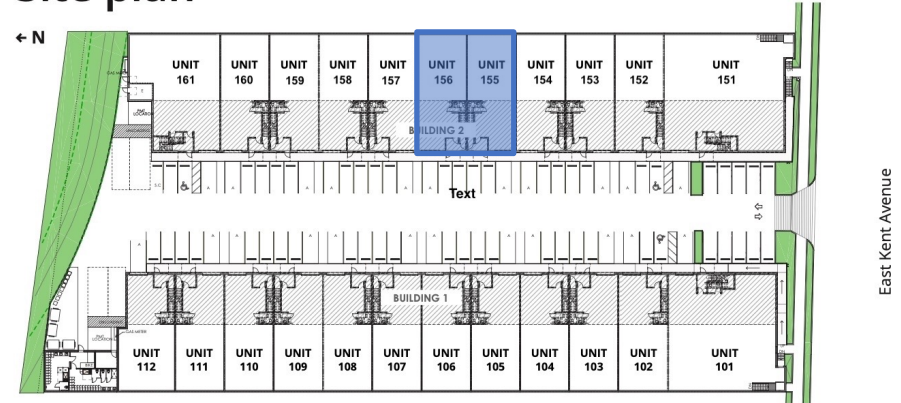 Site plan
← N
UNIT 161
UNIT 160
UNIT 159
UNIT 158
UNIT 157
UNIT 156
UNIT 155
UNIT 154
UNIT 153
UNIT 152
UNIT 151
BUILDING 2
Text
East Kent Avenue
BUILDING 1
UNIT 112
UNIT 111
UNIT 110
UNIT 109
UNIT 108
UNIT 107
UNIT 106
UNIT 105
UNIT 104
UNIT 103
UNIT 102
UNIT 101